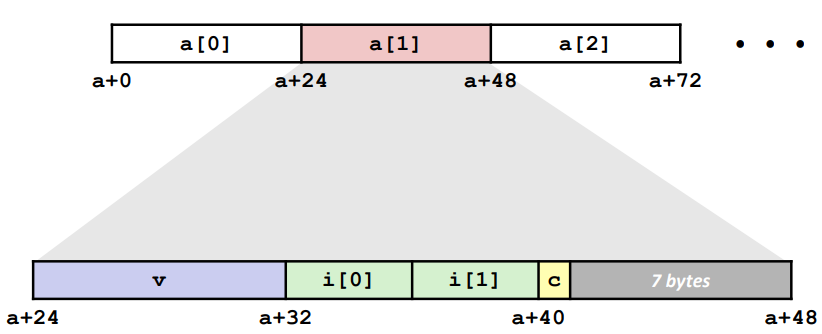 a[0] a[1] a[2] • • •
a+0 a+24 a+48 a+72
v i[0] i[1] c 7 bytes
a+24 a+32 a+40 a+48